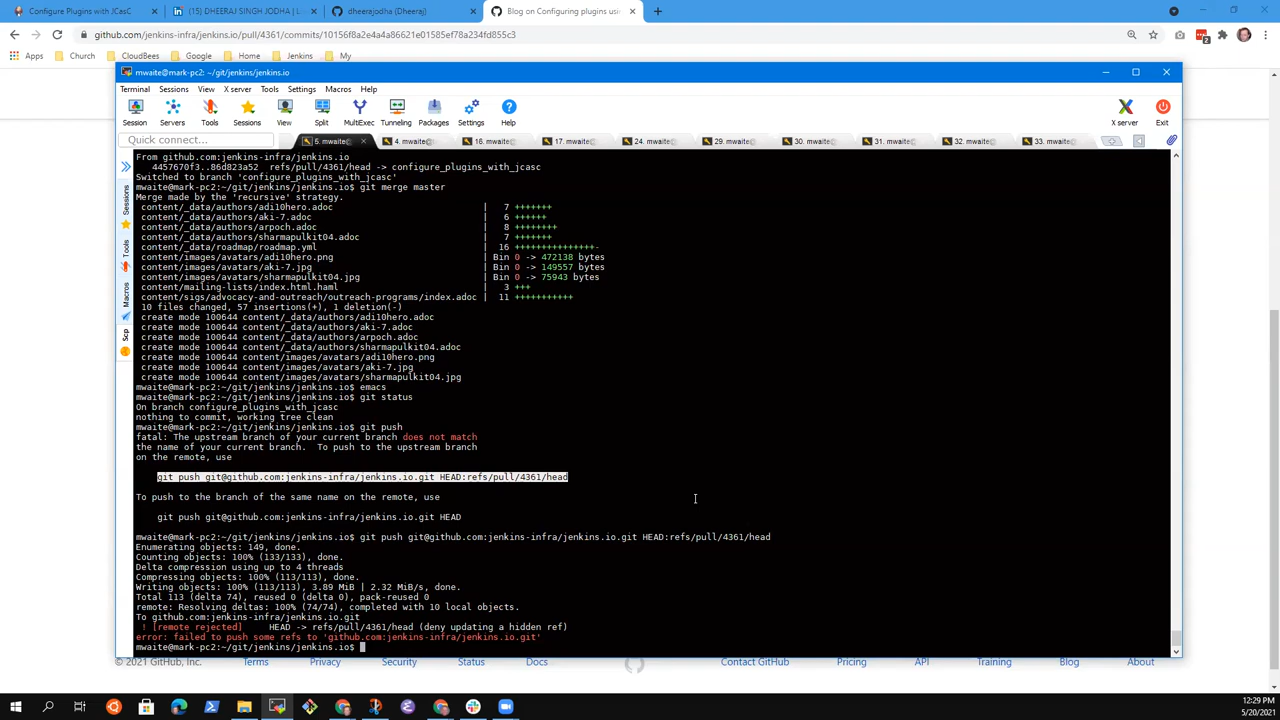 Configure Plugins with JCasC
(15) DHEERAJ SINGH JODHA | L
dheerajodha (Dheeraj)
Blog on Configuring plugins usi
github.com/jenkins-infra/jenkins.io/pull/4361/commits/10156f8a2e4a4a86621e01585ef78a234fd855c3
Apps Church CloudBees Google Home Jenkins My
mwaite@mark-pc2: ~/git/jenkins/jenkins.io
Terminal Sessions View X server Tools Settings Macros Help
Session Servers Tools Sessions View Split MultiExec Tunneling Packages Settings Help X server Exit
Quick connect...
5. mwaite@ 4. mwaite@ 16. mwaite@ 17. mwaite@ 24. mwaite@ 29. mwaite@ 30. mwaite@ 31. mwaite@ 32. mwaite@ 33. mwaite@
Sessions
Tools
Macros
Scp
From github.com:jenkins-infra/jenkins.io
4457670f3..86d823a52 refs/pull/4361/head -> configure_plugins_with_jcasc
Switched to branch 'configure_plugins_with_jcasc'
mwaite@mark-pc2:~/git/jenkins/jenkins.io$ git merge master
Merge made by the 'recursive' strategy.
content/_data/authors/adi10hero.adoc | 7 +++++++
content/_data/authors/aki-7.adoc | 6 ++++++
content/_data/authors/arpoch.adoc | 8 ++++++++
content/_data/authors/sharmapulkit04.adoc | 7 +++++++
content/_data/roadmap/roadmap.yml | 16 +++++++++++++++-
content/images/avatars/adi10hero.png | Bin 0 -> 472138 bytes
content/images/avatars/aki-7.jpg | Bin 0 -> 149557 bytes
content/images/avatars/sharmapulkit04.jpg | Bin 0 -> 75943 bytes
content/mailing-lists/index.html.haml | 3 +++
content/sigs/advocacy-and-outreach/outreach-programs/index.adoc | 11 +++++++++++
10 files changed, 57 insertions(+), 1 deletion(-)
create mode 100644 content/_data/authors/adi10hero.adoc
create mode 100644 content/_data/authors/aki-7.adoc
create mode 100644 content/_data/authors/arpoch.adoc
create mode 100644 content/_data/authors/sharmapulkit04.adoc
create mode 100644 content/images/avatars/adi10hero.png
create mode 100644 content/images/avatars/aki-7.jpg
create mode 100644 content/images/avatars/sharmapulkit04.jpg
mwaite@mark-pc2:~/git/jenkins/jenkins.io$ emacs
mwaite@mark-pc2:~/git/jenkins/jenkins.io$ git status
On branch configure_plugins_with_jcasc
nothing to commit, working tree clean
mwaite@mark-pc2:~/git/jenkins/jenkins.io$ git push
fatal: The upstream branch of your current branch does not match
the name of your current branch. To push to the upstream branch
on the remote, use
git push git@github.com:jenkins-infra/jenkins.io.git HEAD:refs/pull/4361/head
To push to the branch of the same name on the remote, use
git push git@github.com:jenkins-infra/jenkins.io.git HEAD
mwaite@mark-pc2:~/git/jenkins/jenkins.io$ git push git@github.com:jenkins-infra/jenkins.io.git HEAD:refs/pull/4361/head
Enumerating objects: 149, done.
Counting objects: 100% (133/133), done.
Delta compression using up to 4 threads
Compressing objects: 100% (113/113), done.
Writing objects: 100% (113/113), 3.89 MiB | 2.32 MiB/s, done.
Total 113 (delta 74), reused 0 (delta 0), pack-reused 0
remote: Resolving deltas: 100% (74/74), completed with 10 local objects.
To github.com:jenkins-infra/jenkins.io.git
! [remote rejected] HEAD -> refs/pull/4361/head (deny updating a hidden ref)
error: failed to push some refs to 'github.com:jenkins-infra/jenkins.io.git'
mwaite@mark-pc2:~/git/jenkins/jenkins.io$
© 2021 GitHub, Inc. Terms Privacy Security Status Docs Contact GitHub Pricing API Training Blog About
12:29 PM
5/20/2021